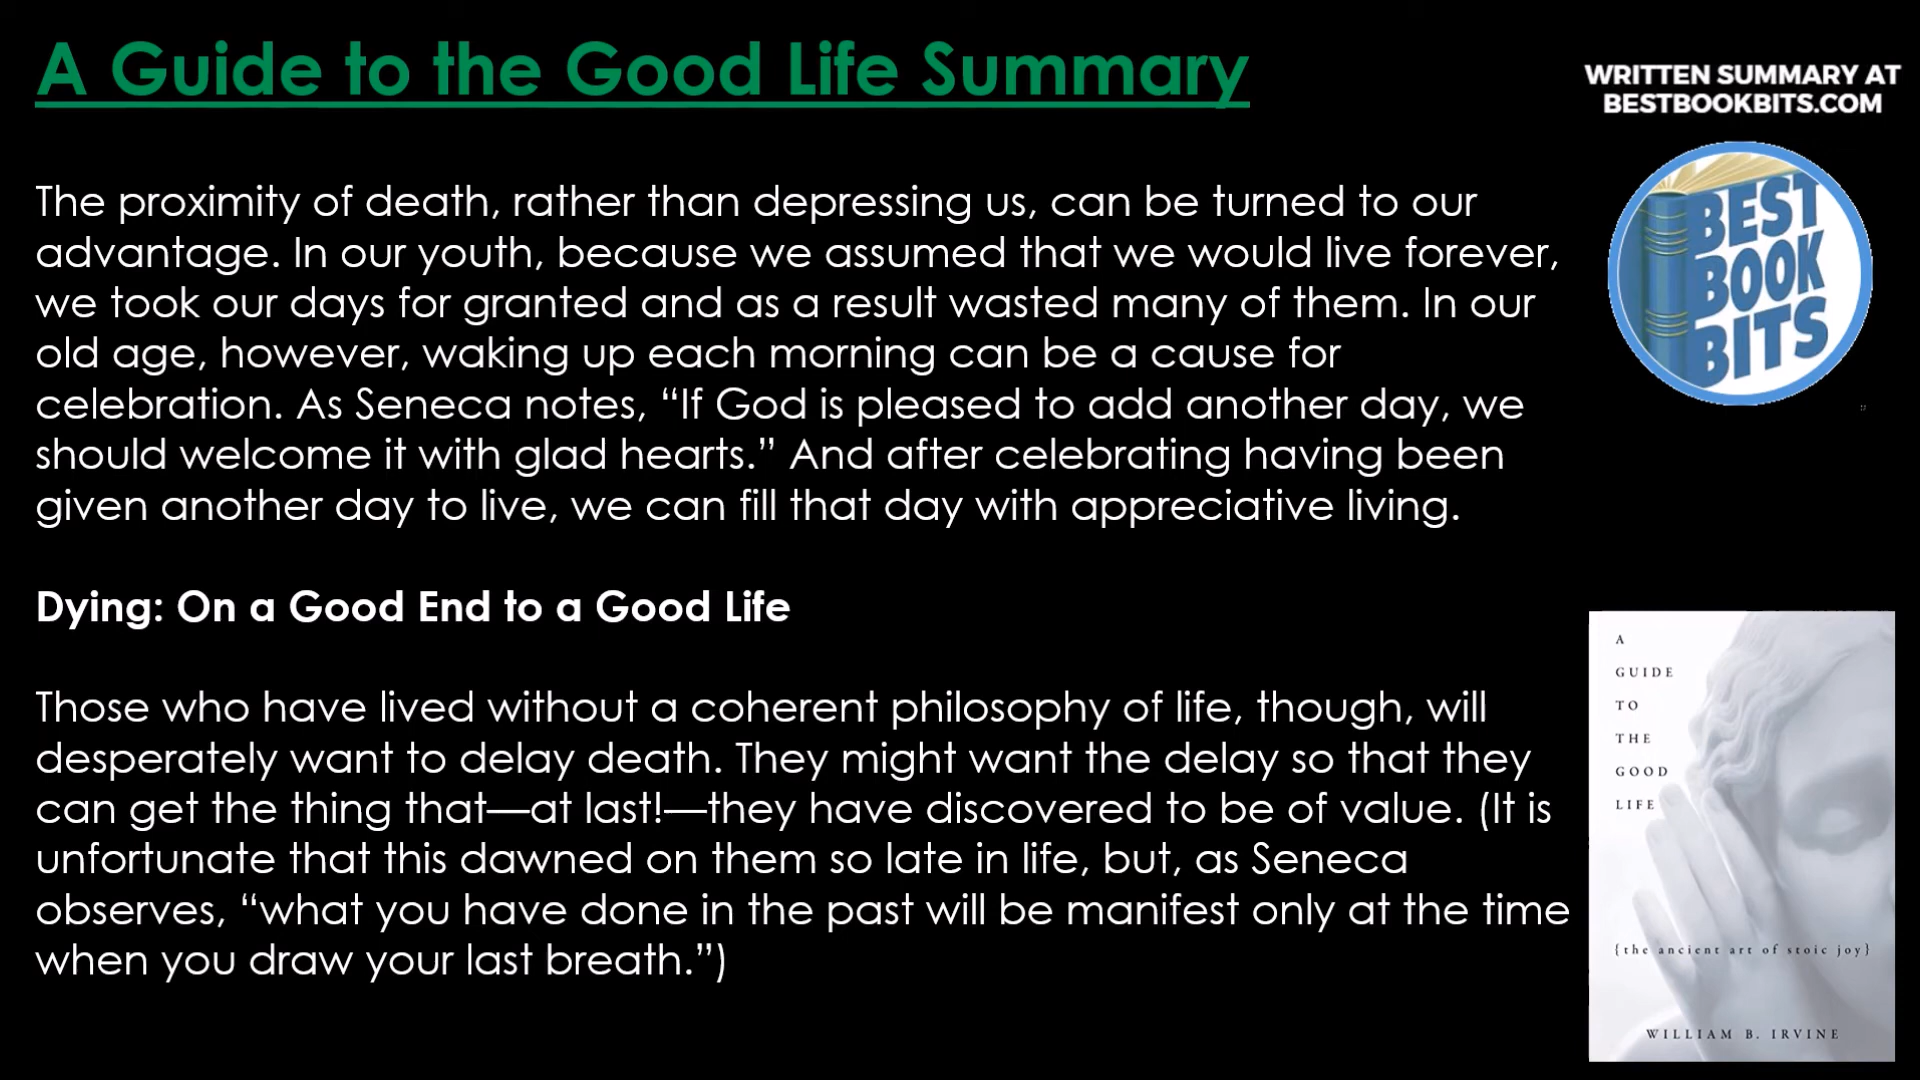 A Guide to the Good Life Summary
WRITTEN SUMMARY AT
BESTBOOKBITS.COM
BEST
BOOK
BITS
The proximity of death, rather than depressing us, can be turned to our
advantage. In our youth, because we assumed that we would live forever,
we took our days for granted and as a result wasted many of them. In our
old age, however, waking up each morning can be a cause for
celebration. As Seneca notes, “If God is pleased to add another day, we
should welcome it with glad hearts.” And after celebrating having been
given another day to live, we can fill that day with appreciative living.
Dying: On a Good End to a Good Life
Those who have lived without a coherent philosophy of life, though, will
desperately want to delay death. They might want the delay so that they
can get the thing that—at last!—they have discovered to be of value. (It is
unfortunate that this dawned on them so late in life, but, as Seneca
observes, “what you have done in the past will be manifest only at the time
when you draw your last breath.”)
A
GUIDE
TO
THE
GOOD
LIFE
{the ancient art of stoic joy}
WILLIAM B. IRVINE